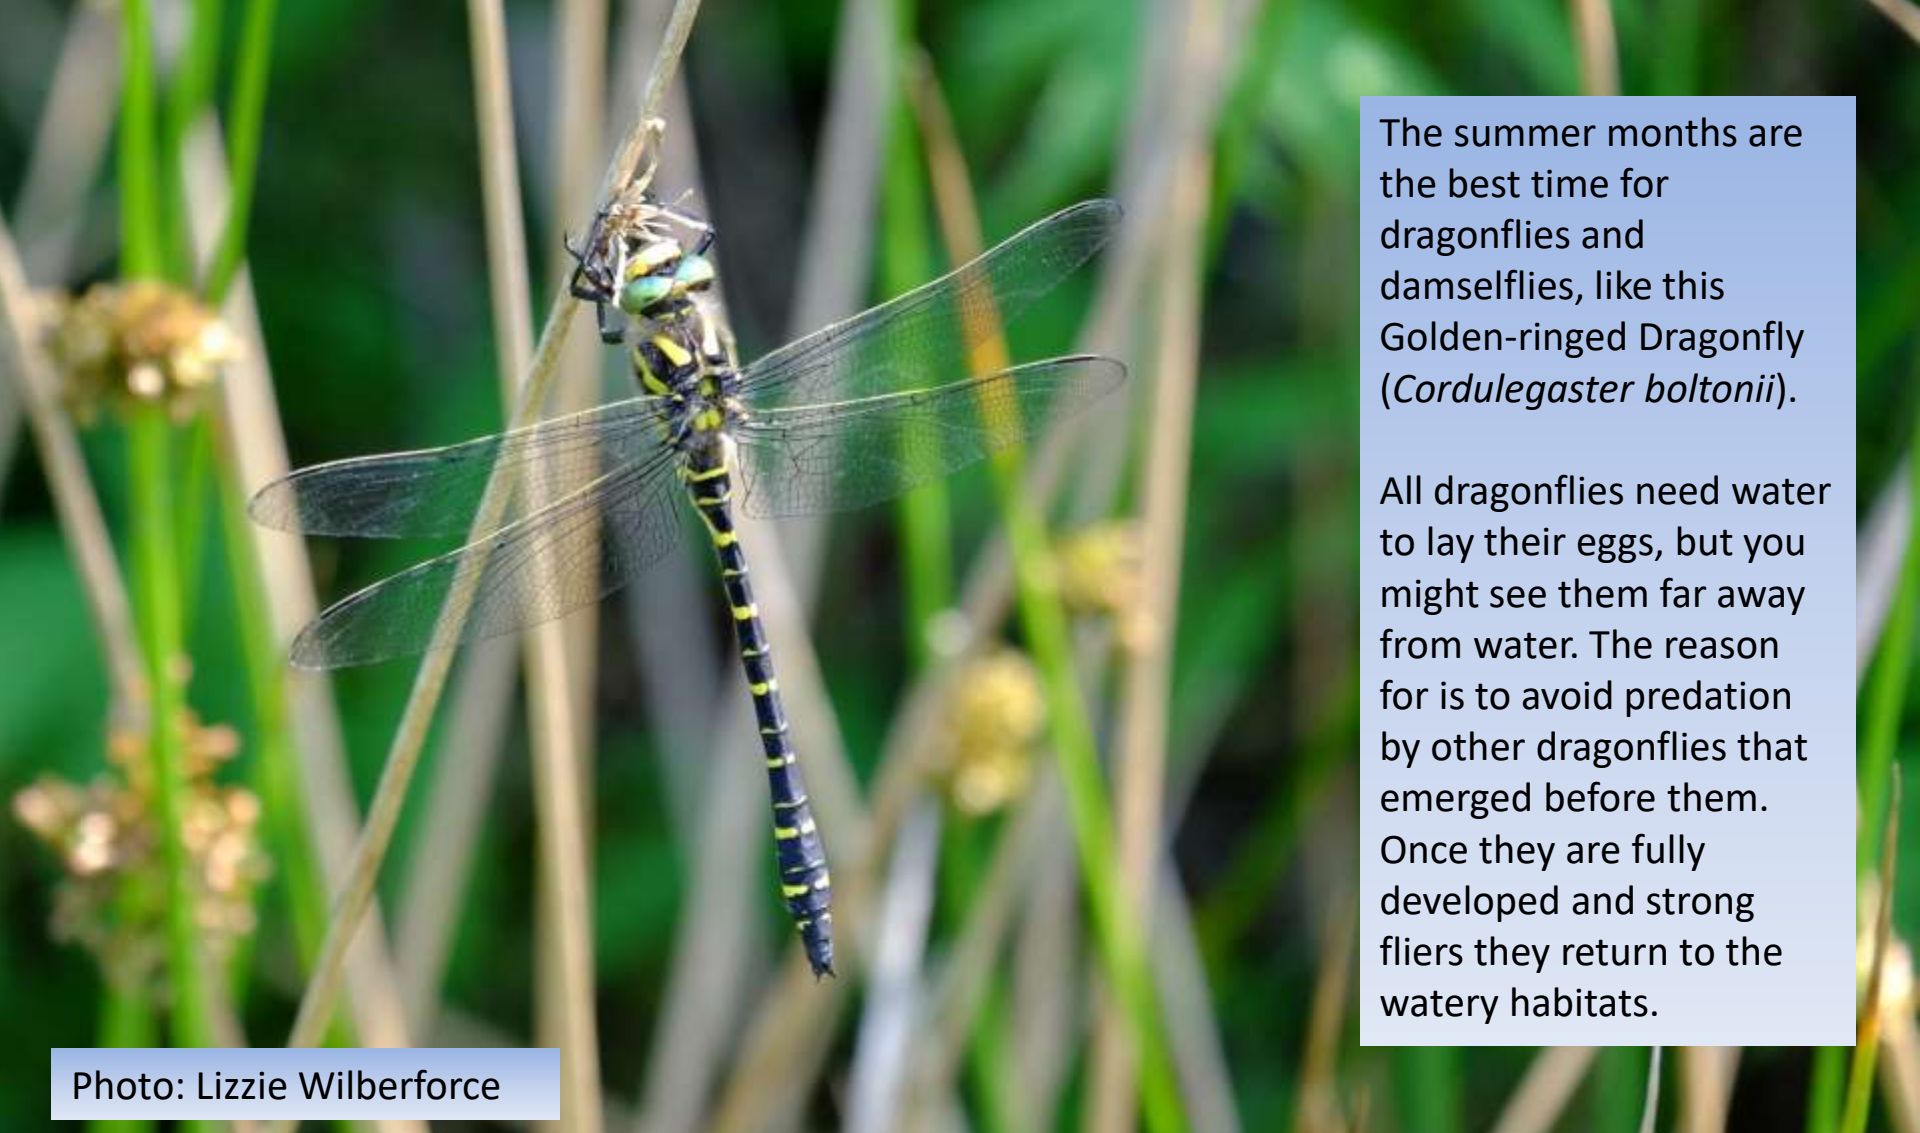 The summer months are
the best time for
dragonflies and
damselflies, like this
Golden-ringed Dragonfly
(Cordulegaster boltonii).
All dragonflies need water
to lay their eggs, but you
might see them far away
from water. The reason
for is to avoid predation
by other dragonflies that
emerged before them.
Once they are fully
developed and strong
fliers they return to the
watery habitats.
Photo: Lizzie Wilberforce